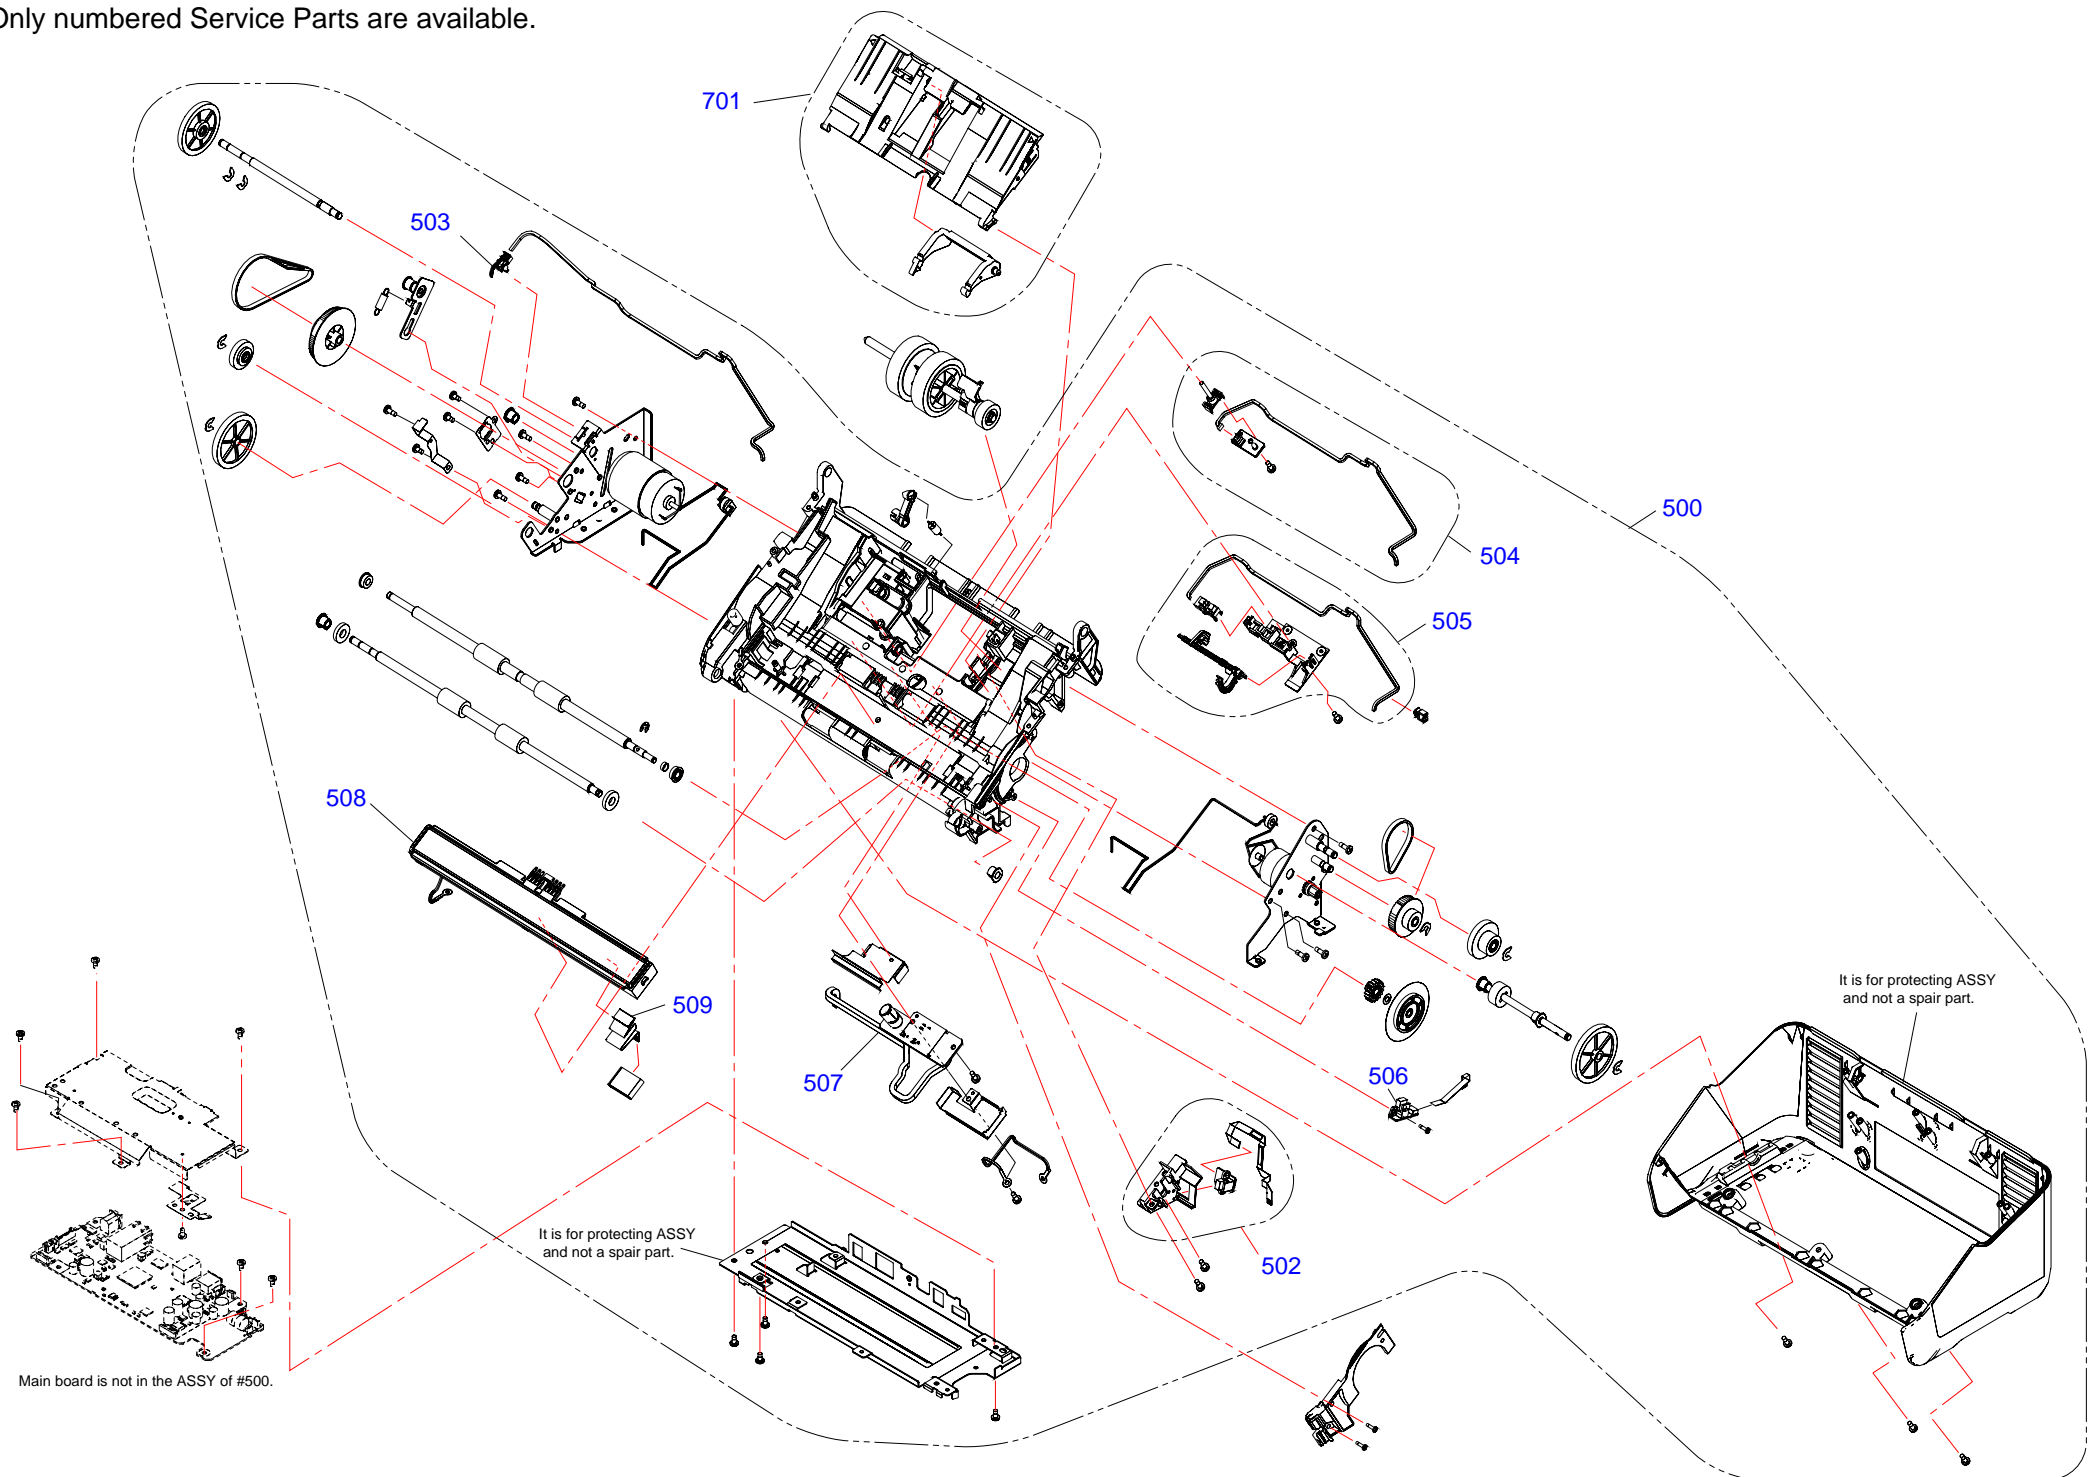 Only numbered Service Parts are available.
701
503
500
504
505
508
509
507
506
502
It is for protecting ASSY
and not a spair part.
It is for protecting ASSY
and not a spair part.
Main board is not in the ASSY of #500.